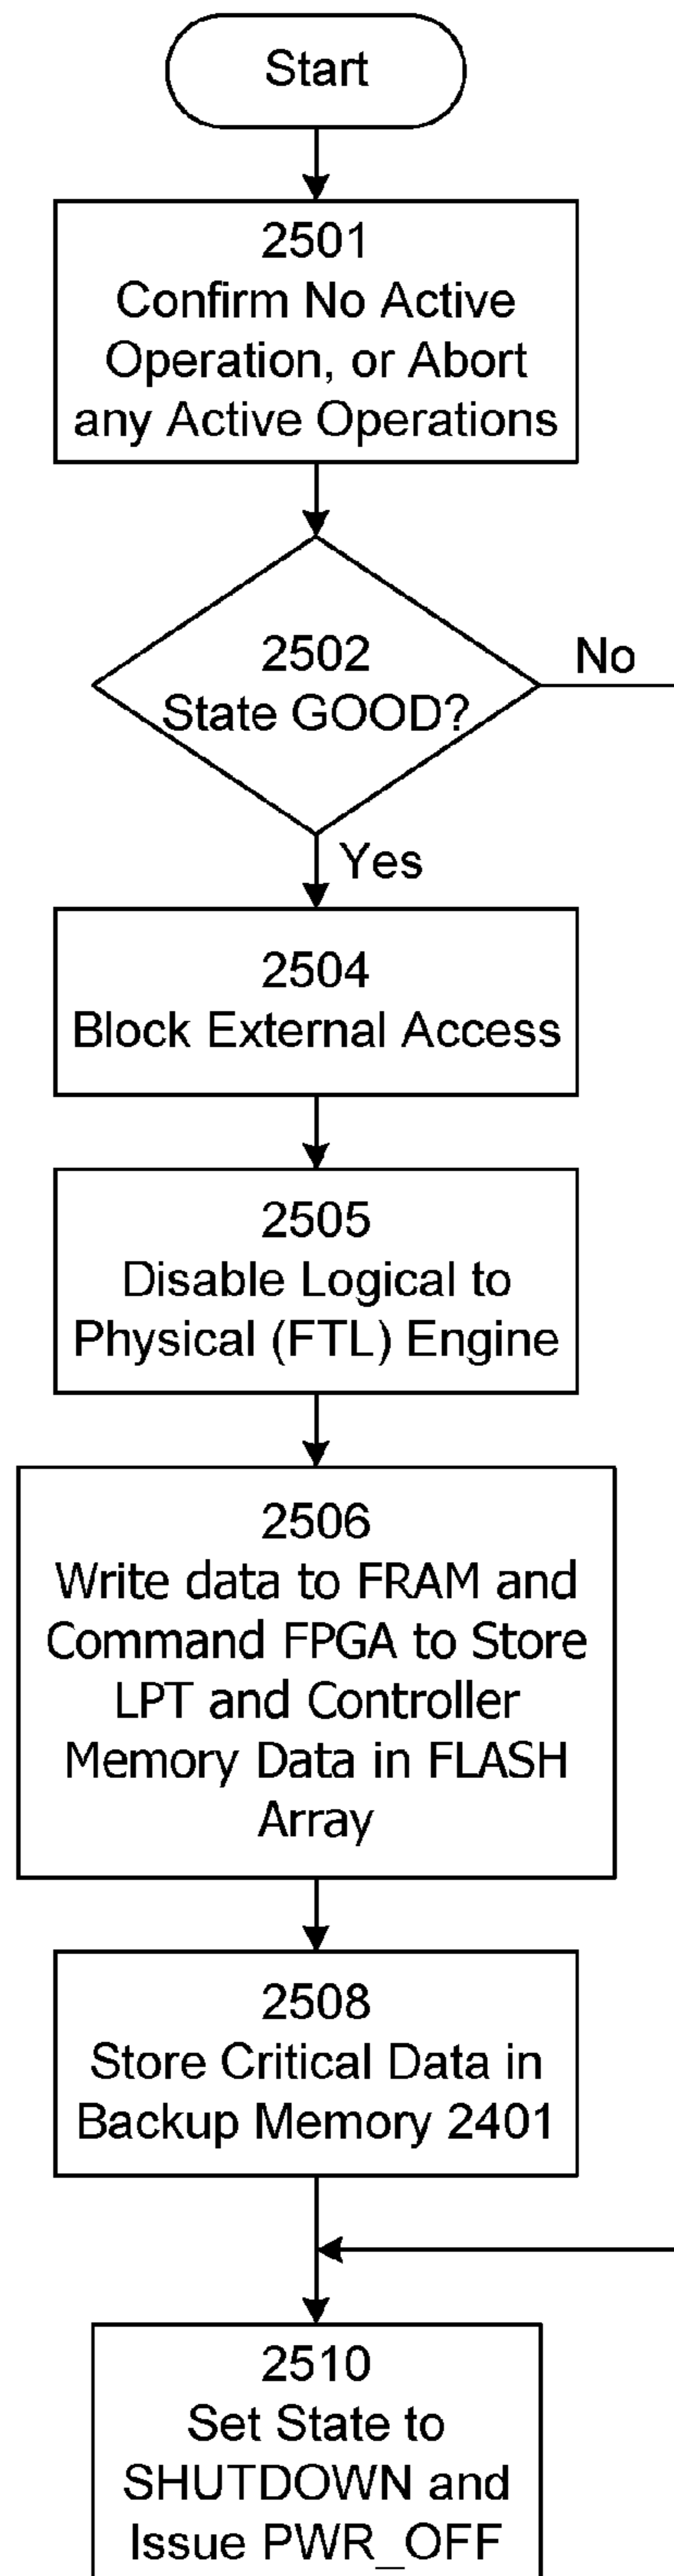 Start
2501
Confirm No Active
Operation, or Abort
any Active Operations
2502
State GOOD?
No
Yes
2504
Block External Access
2505
Disable Logical to
Physical (FTL) Engine
2506
Write data to FRAM and
Command FPGA to Store
LPT and Controller
Memory Data in FLASH
Array
2508
Store Critical Data in
Backup Memory 2401
2510
Set State to
SHUTDOWN and
Issue PWR_OFF